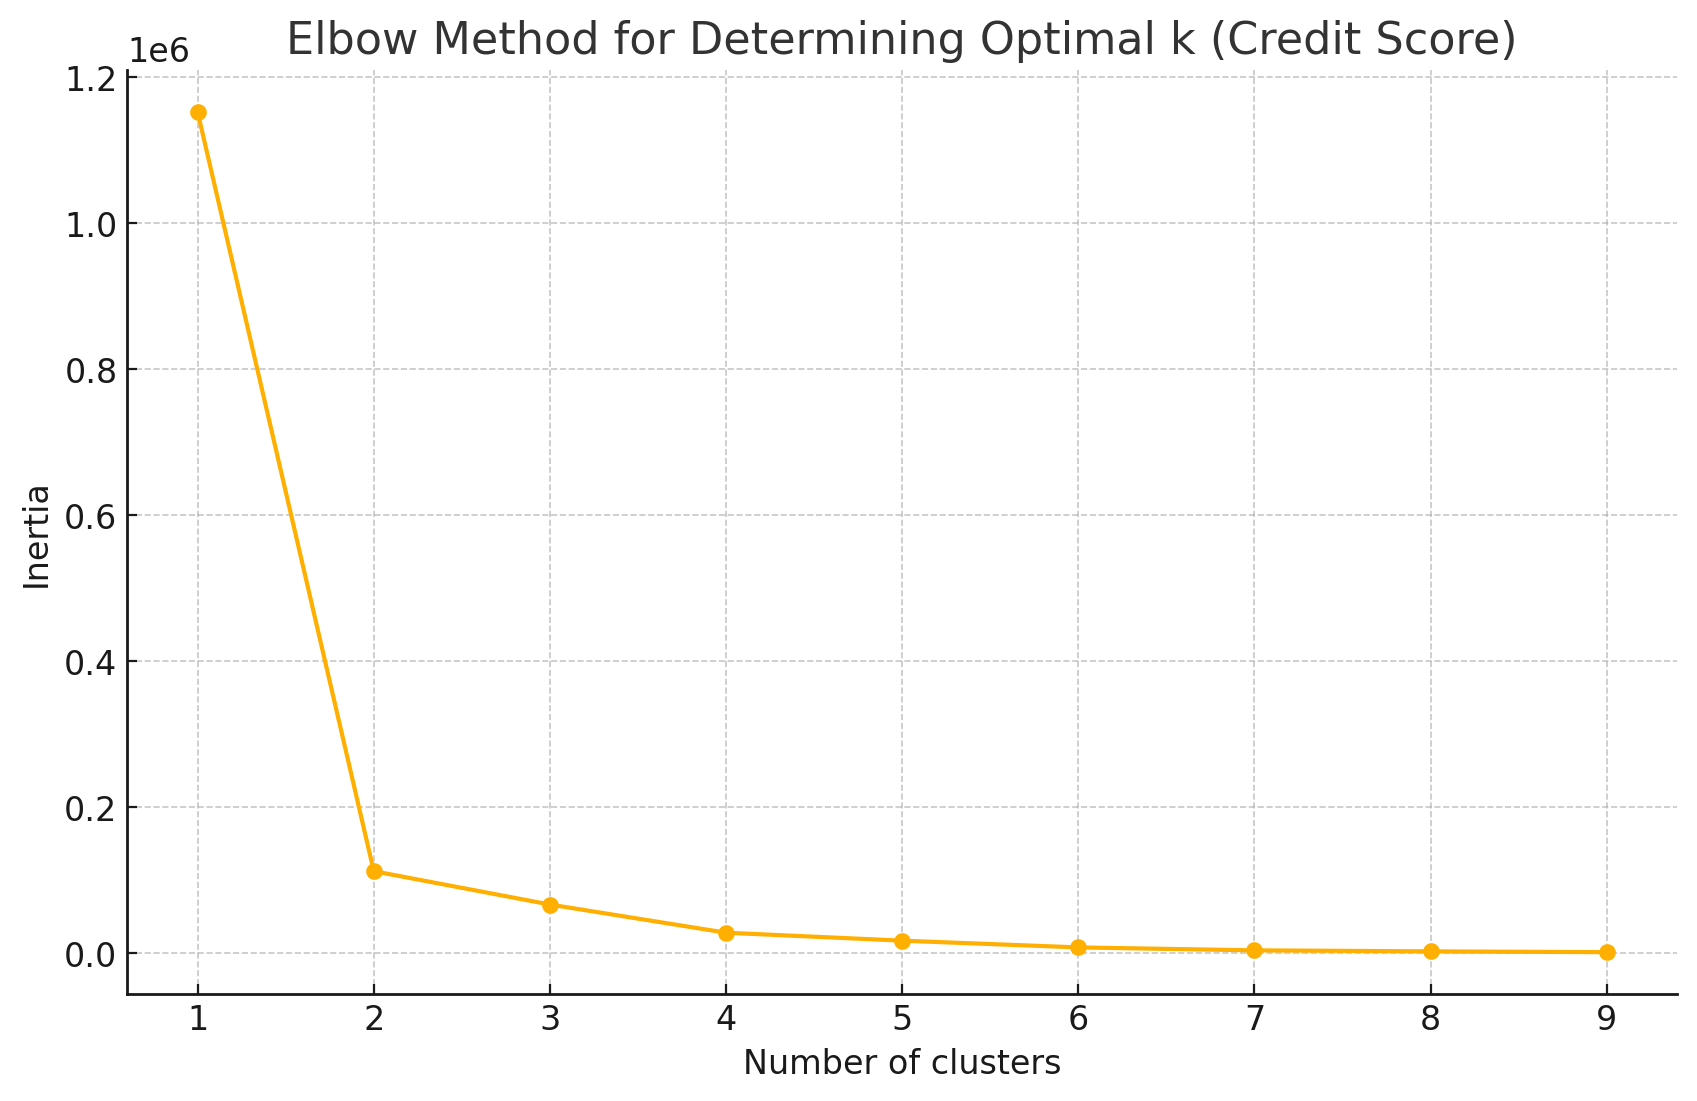 Elbow Method for Determining Optimal k (Credit Score)
1e6
1.2
1.0
0.8
0.6
0.4
0.2
0.0
Inertia
1 2 3 4 5 6 7 8 9
Number of clusters